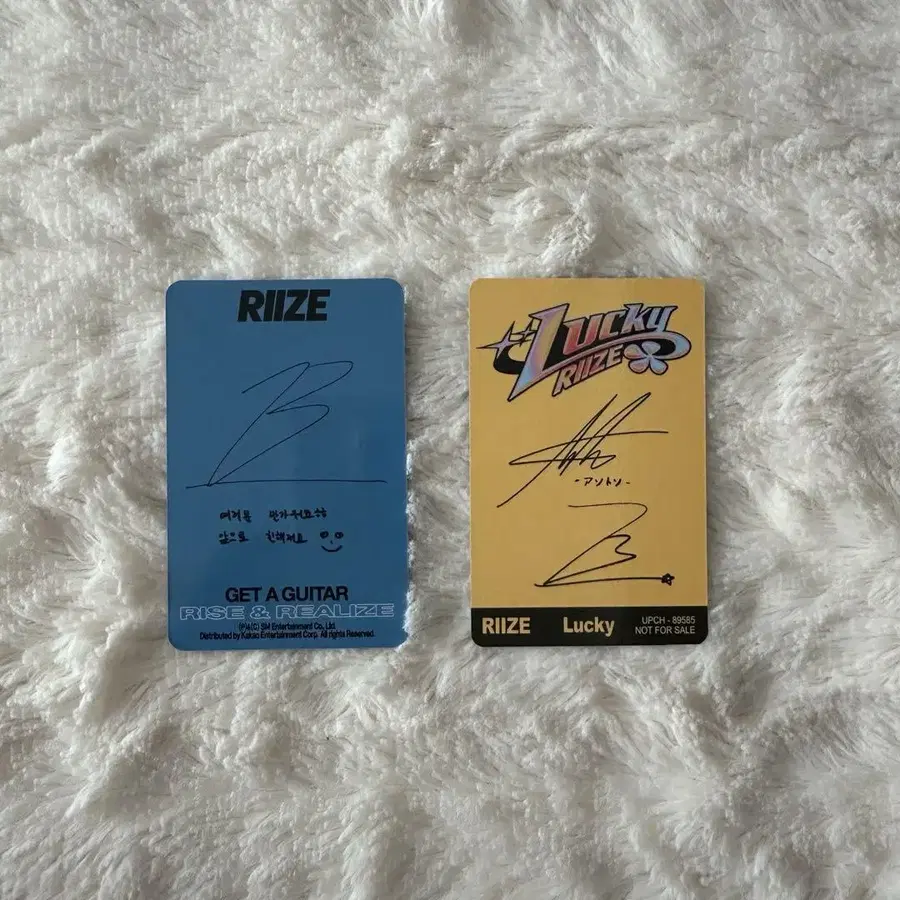 RIIZE
여러분 반가워요ㅎㅎ
앞으로 친해져요
GET A GUITAR
RISE & REALIZE
(P)&(C) SM Entertainment Co., Ltd.
Distributed by Kakao Entertainment Corp. All rights Reserved.
Lucky
RIIZE
-アントン-
RIIZE Lucky
UPCH - 89585
NOT FOR SALE